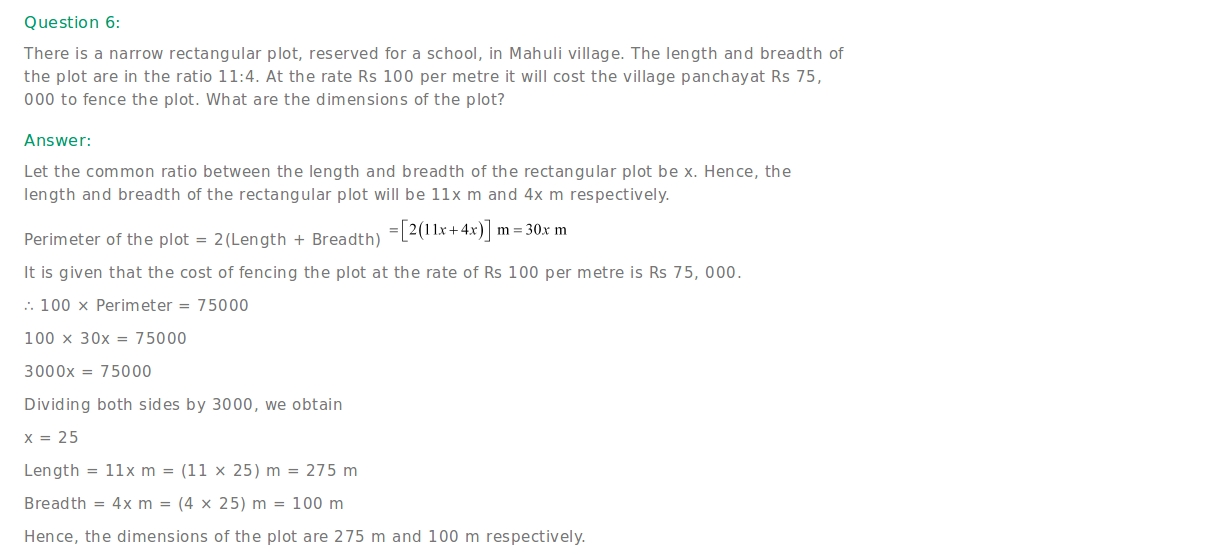 Question 6:
There is a narrow rectangular plot, reserved for a school, in Mahuli village. The length and breadth of
the plot are in the ratio 11:4. At the rate Rs 100 per metre it will cost the village panchayat Rs 75,
000 to fence the plot. What are the dimensions of the plot?
Answer:
Let the common ratio between the length and breadth of the rectangular plot be x. Hence, the
length and breadth of the rectangular plot will be 11x m and 4x m respectively.
Perimeter of the plot = 2(Length + Breadth) =[2(11x+4x)] m = 30x m
It is given that the cost of fencing the plot at the rate of Rs 100 per metre is Rs 75, 000.
∴ 100 × Perimeter = 75000
100 × 30x = 75000
3000x = 75000
Dividing both sides by 3000, we obtain
x = 25
Length = 11x m = (11 × 25) m = 275 m
Breadth = 4x m = (4 × 25) m = 100 m
Hence, the dimensions of the plot are 275 m and 100 m respectively.